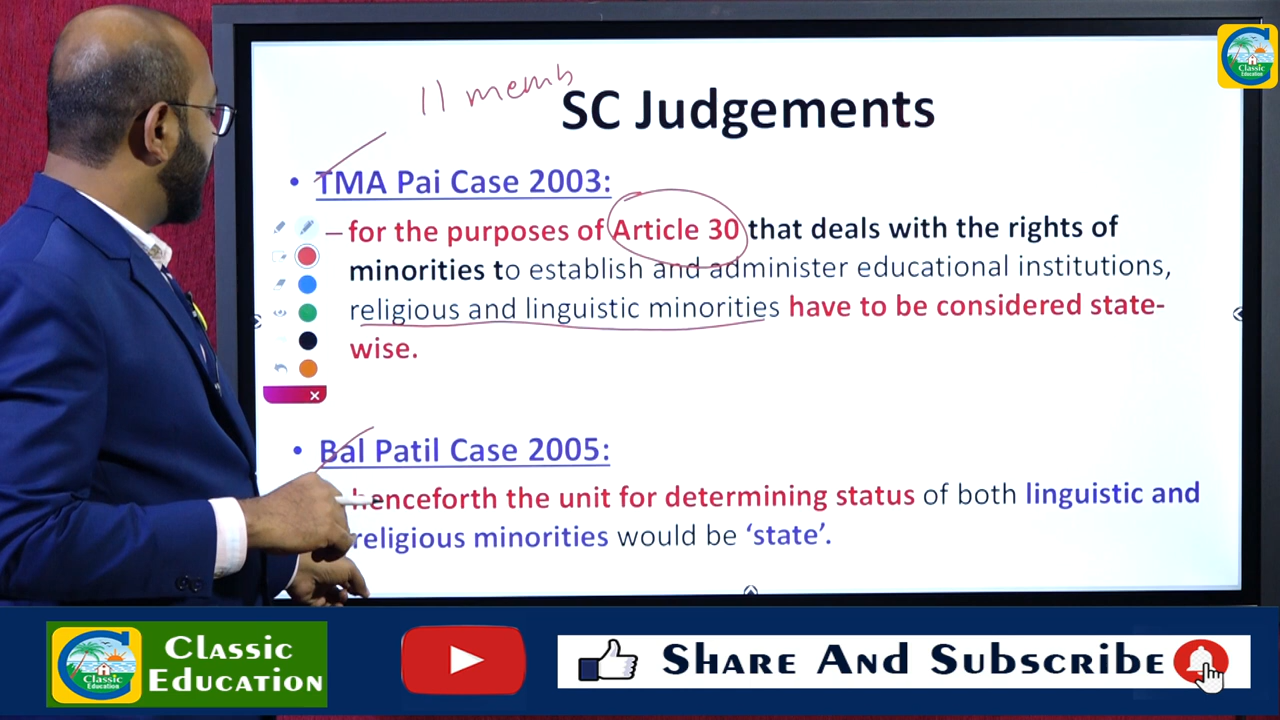 Classic
Education
11 memb
SC Judgements
• TMA Pai Case 2003:
– for the purposes of Article 30 that deals with the rights of
minorities to establish and administer educational institutions,
religious and linguistic minorities have to be considered state-
wise.
• Bal Patil Case 2005:
henceforth the unit for determining status of both linguistic and
religious minorities would be ‘state’.
Classic
Education
Classic
Education
Share And Subscribe